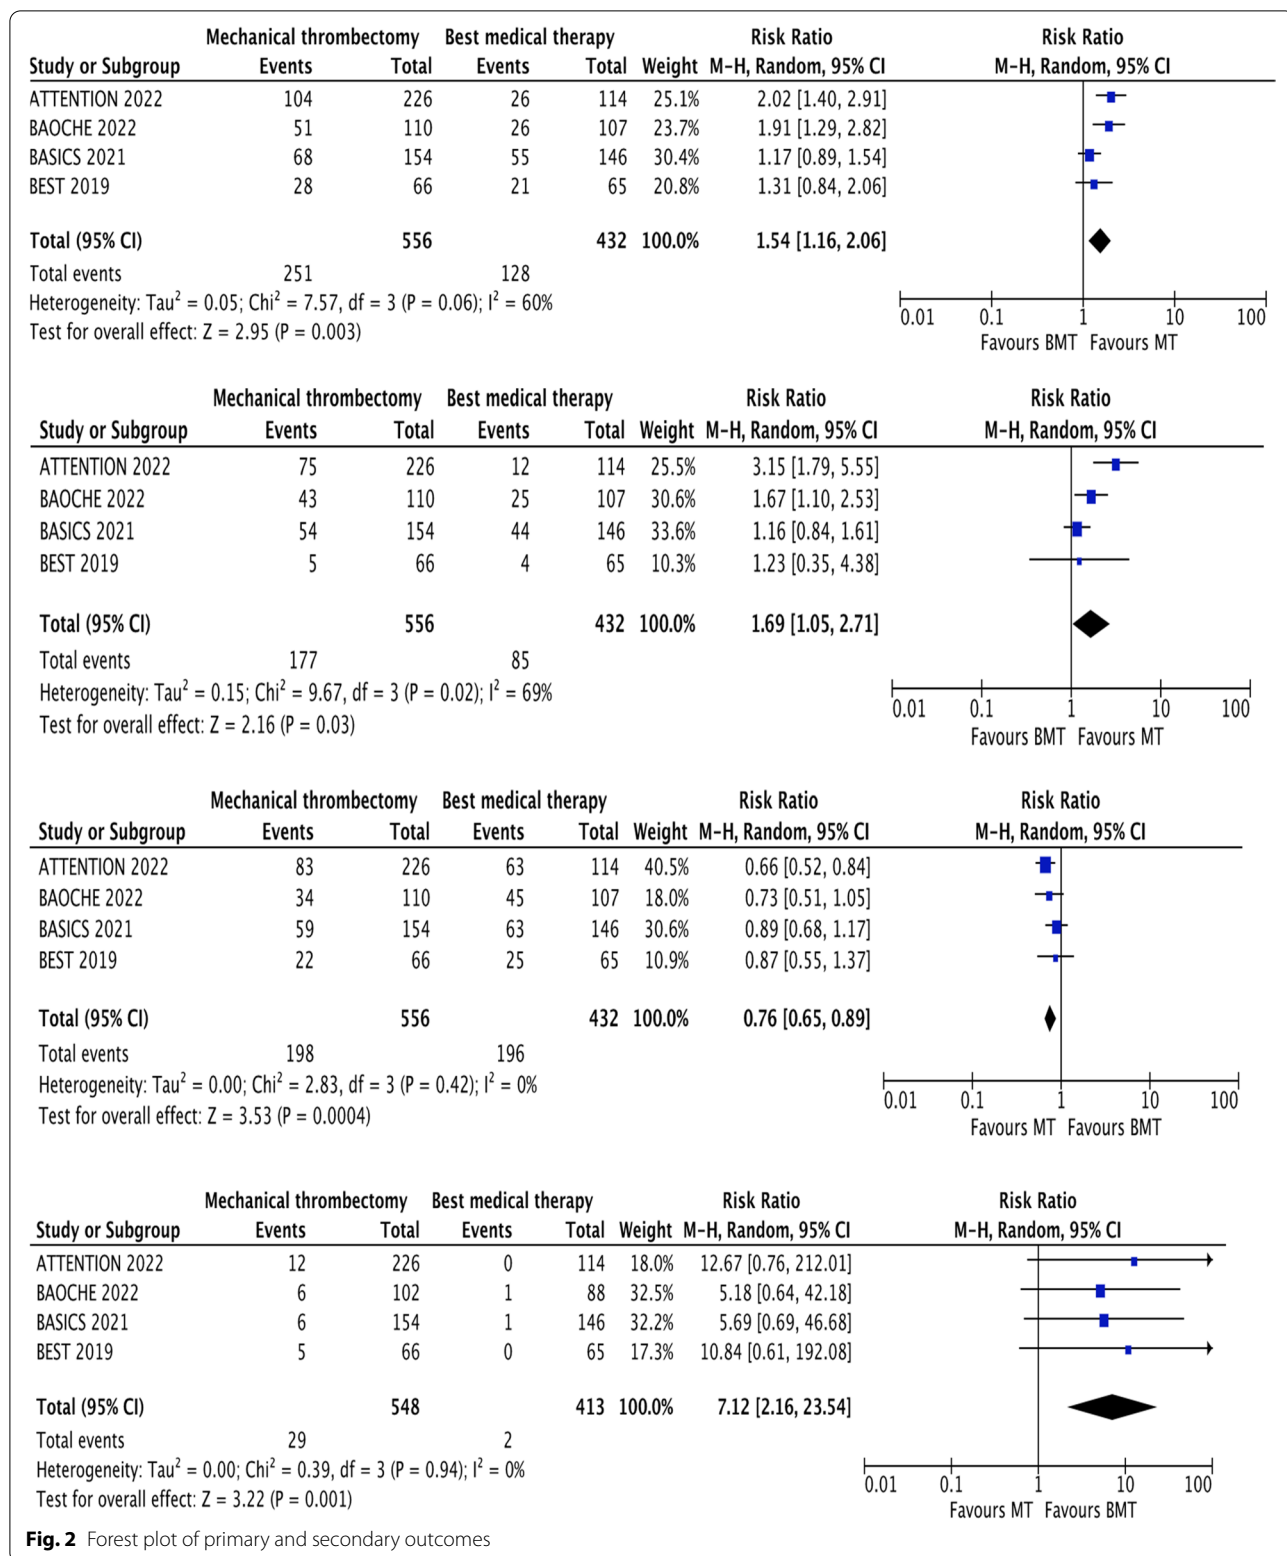 Mechanical thrombectomy Best medical therapy Risk Ratio Risk Ratio
Study or Subgroup Events Total Events Total Weight M-H, Random, 95% CI M-H, Random, 95% CI
ATTENTION 2022 104 226 26 114 25.1% 2.02 [1.40, 2.91]
BAOCHE 2022 51 110 26 107 23.7% 1.91 [1.29, 2.82]
BASICS 2021 68 154 55 146 30.4% 1.17 [0.89, 1.54]
BEST 2019 28 66 21 65 20.8% 1.31 [0.84, 2.06]
Total (95% CI) 556 432 100.0% 1.54 [1.16, 2.06]
Total events 251 128
Heterogeneity: Tau² = 0.05; Chi² = 7.57, df = 3 (P = 0.06); I² = 60%
Test for overall effect: Z = 2.95 (P = 0.003)
0.01 0.1 1 10 100
Favours BMT Favours MT
Mechanical thrombectomy Best medical therapy Risk Ratio Risk Ratio
Study or Subgroup Events Total Events Total Weight M-H, Random, 95% CI M-H, Random, 95% CI
ATTENTION 2022 75 226 12 114 25.5% 3.15 [1.79, 5.55]
BAOCHE 2022 43 110 25 107 30.6% 1.67 [1.10, 2.53]
BASICS 2021 54 154 44 146 33.6% 1.16 [0.84, 1.61]
BEST 2019 5 66 4 65 10.3% 1.23 [0.35, 4.38]
Total (95% CI) 556 432 100.0% 1.69 [1.05, 2.71]
Total events 177 85
Heterogeneity: Tau² = 0.15; Chi² = 9.67, df = 3 (P = 0.02); I² = 69%
Test for overall effect: Z = 2.16 (P = 0.03)
0.01 0.1 1 10 100
Favours BMT Favours MT
Mechanical thrombectomy Best medical therapy Risk Ratio Risk Ratio
Study or Subgroup Events Total Events Total Weight M-H, Random, 95% CI M-H, Random, 95% CI
ATTENTION 2022 83 226 63 114 40.5% 0.66 [0.52, 0.84]
BAOCHE 2022 34 110 45 107 18.0% 0.73 [0.51, 1.05]
BASICS 2021 59 154 63 146 30.6% 0.89 [0.68, 1.17]
BEST 2019 22 66 25 65 10.9% 0.87 [0.55, 1.37]
Total (95% CI) 556 432 100.0% 0.76 [0.65, 0.89]
Total events 198 196
Heterogeneity: Tau² = 0.00; Chi² = 2.83, df = 3 (P = 0.42); I² = 0%
Test for overall effect: Z = 3.53 (P = 0.0004)
0.01 0.1 1 10 100
Favours MT Favours BMT
Mechanical thrombectomy Best medical therapy Risk Ratio Risk Ratio
Study or Subgroup Events Total Events Total Weight M-H, Random, 95% CI M-H, Random, 95% CI
ATTENTION 2022 12 226 0 114 18.0% 12.67 [0.76, 212.01]
BAOCHE 2022 6 102 1 88 32.5% 5.18 [0.64, 42.18]
BASICS 2021 6 154 1 146 32.2% 5.69 [0.69, 46.68]
BEST 2019 5 66 0 65 17.3% 10.84 [0.61, 192.08]
Total (95% CI) 548 413 100.0% 7.12 [2.16, 23.54]
Total events 29 2
Heterogeneity: Tau² = 0.00; Chi² = 0.39, df = 3 (P = 0.94); I² = 0%
Test for overall effect: Z = 3.22 (P = 0.001)
0.01 0.1 1 10 100
Favours MT Favours BMT
Fig. 2 Forest plot of primary and secondary outcomes